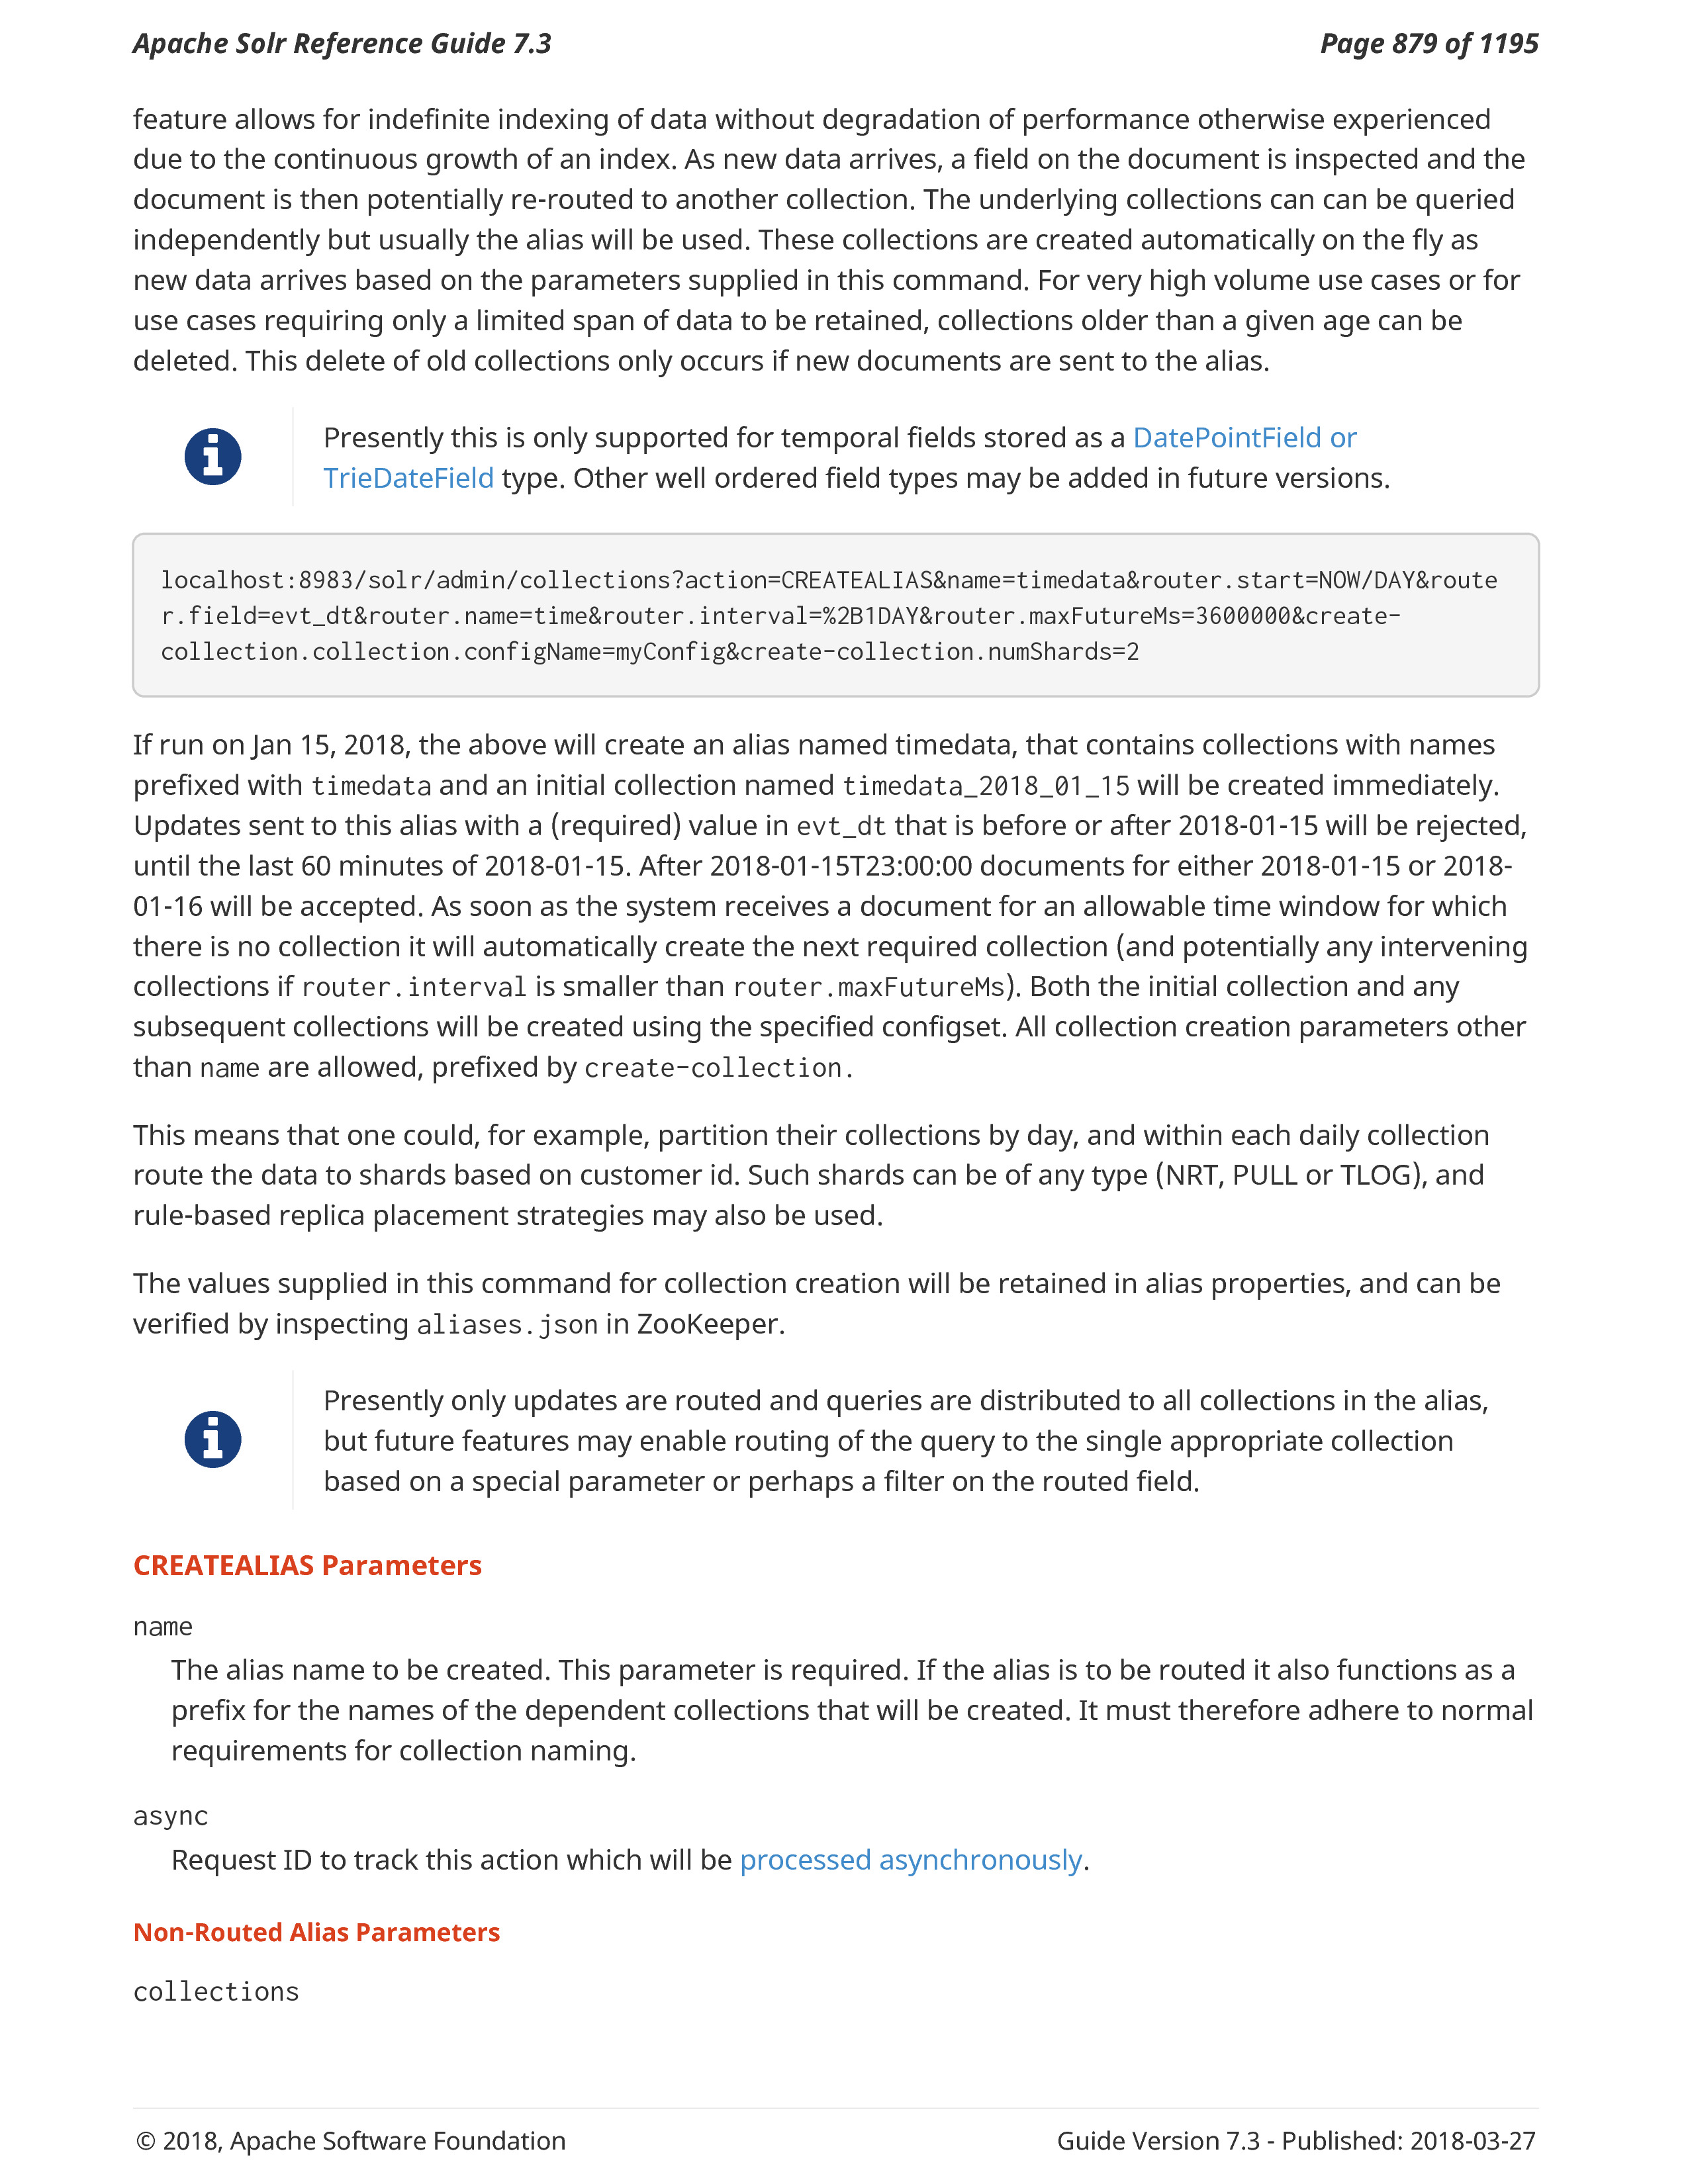 Apache Solr Reference Guide 7.3 Page 879 of 1195
feature allows for indefinite indexing of data without degradation of performance otherwise experienced
due to the continuous growth of an index. As new data arrives, a field on the document is inspected and the
document is then potentially re-routed to another collection. The underlying collections can can be queried
independently but usually the alias will be used. These collections are created automatically on the fly as
new data arrives based on the parameters supplied in this command. For very high volume use cases or for
use cases requiring only a limited span of data to be retained, collections older than a given age can be
deleted. This delete of old collections only occurs if new documents are sent to the alias.
Presently this is only supported for temporal fields stored as a DatePointField or
TrieDateField type. Other well ordered field types may be added in future versions.
localhost:8983/solr/admin/collections?action=CREATEALIAS&name=timedata&router.start=NOW/DAY&route
r.field=evt_dt&router.name=time&router.interval=%2B1DAY&router.maxFutureMs=3600000&create-
collection.collection.configName=myConfig&create-collection.numShards=2
If run on Jan 15, 2018, the above will create an alias named timedata, that contains collections with names
prefixed with timedata and an initial collection named timedata_2018_01_15 will be created immediately.
Updates sent to this alias with a (required) value in evt_dt that is before or after 2018-01-15 will be rejected,
until the last 60 minutes of 2018-01-15. After 2018-01-15T23:00:00 documents for either 2018-01-15 or 2018-
01-16 will be accepted. As soon as the system receives a document for an allowable time window for which
there is no collection it will automatically create the next required collection (and potentially any intervening
collections if router.interval is smaller than router.maxFutureMs). Both the initial collection and any
subsequent collections will be created using the specified configset. All collection creation parameters other
than name are allowed, prefixed by create-collection.
This means that one could, for example, partition their collections by day, and within each daily collection
route the data to shards based on customer id. Such shards can be of any type (NRT, PULL or TLOG), and
rule-based replica placement strategies may also be used.
The values supplied in this command for collection creation will be retained in alias properties, and can be
verified by inspecting aliases.json in ZooKeeper.
Presently only updates are routed and queries are distributed to all collections in the alias,
but future features may enable routing of the query to the single appropriate collection
based on a special parameter or perhaps a filter on the routed field.
CREATEALIAS Parameters
name
The alias name to be created. This parameter is required. If the alias is to be routed it also functions as a
prefix for the names of the dependent collections that will be created. It must therefore adhere to normal
requirements for collection naming.
async
Request ID to track this action which will be processed asynchronously.
Non-Routed Alias Parameters
collections
© 2018, Apache Software Foundation Guide Version 7.3 - Published: 2018-03-27